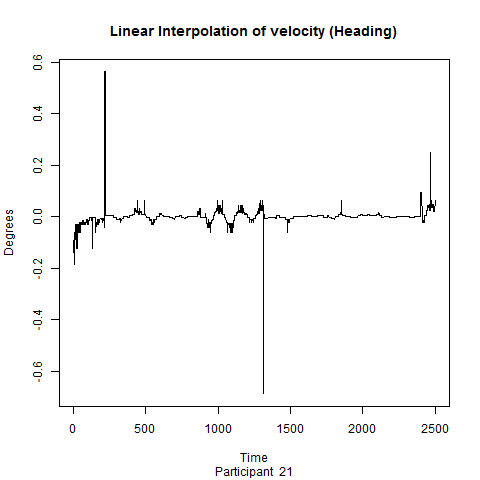 Linear Interpolation of velocity (Heading)
Degrees
0.6
0.4
0.2
0.0
-0.2
-0.4
-0.6
0 500 1000 1500 2000 2500
Time
Participant 21